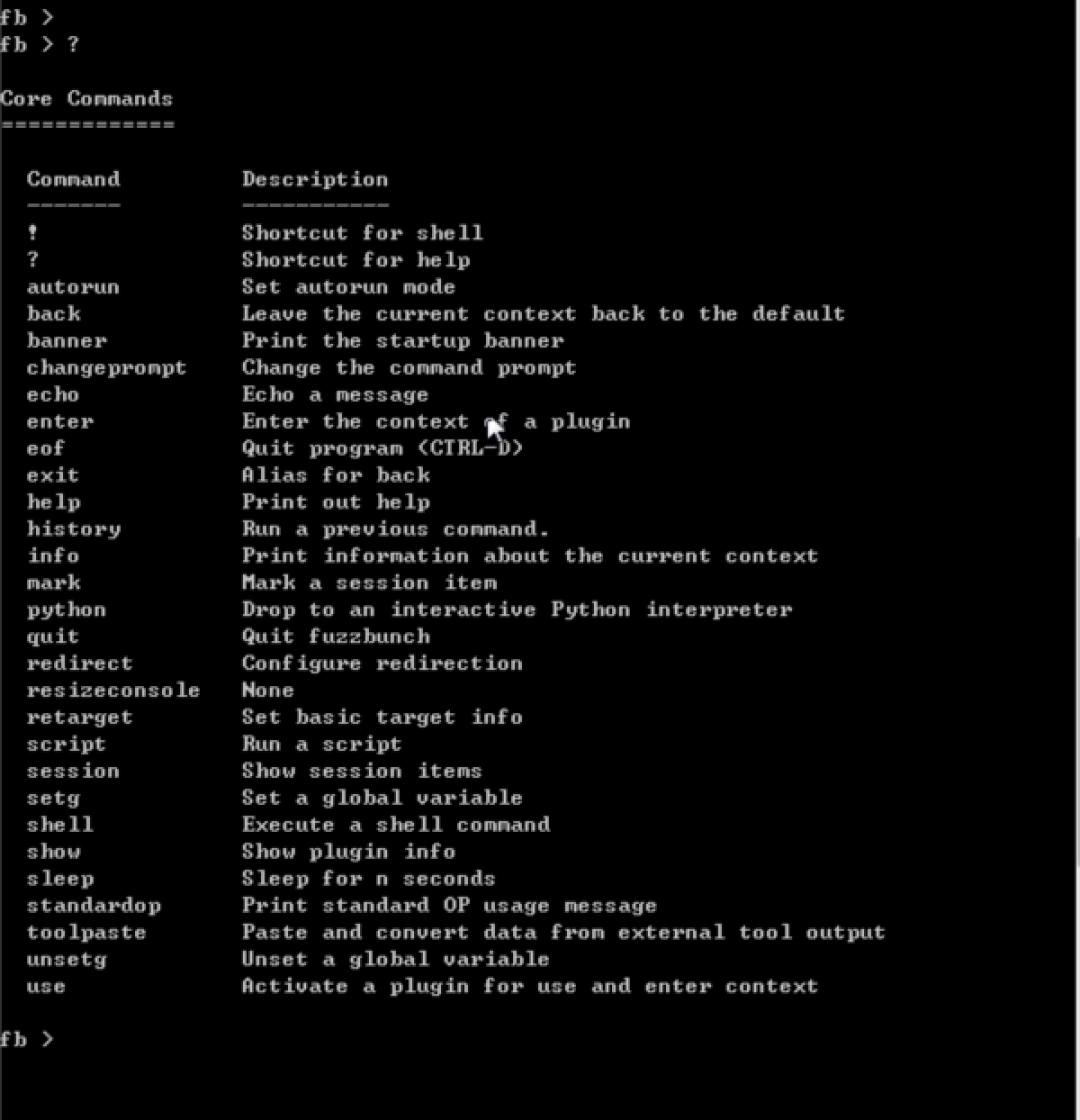 fb >
fb > ?
Core Commands
=============
Command Description
------- -----------
! Shortcut for shell
? Shortcut for help
autorun Set autorun mode
back Leave the current context back to the default
banner Print the startup banner
changeprompt Change the command prompt
echo Echo a message
enter Enter the context of a plugin
eof Quit program (CTRL-D)
exit Alias for back
help Print out help
history Run a previous command.
info Print information about the current context
mark Mark a session item
python Drop to an interactive Python interpreter
quit Quit fuzzbunch
redirect Configure redirection
resizeconsole None
retarget Set basic target info
script Run a script
session Show session items
setg Set a global variable
shell Execute a shell command
show Show plugin info
sleep Sleep for n seconds
standardop Print standard OP usage message
toolpaste Paste and convert data from external tool output
unsetg Unset a global variable
use Activate a plugin for use and enter context
fb >